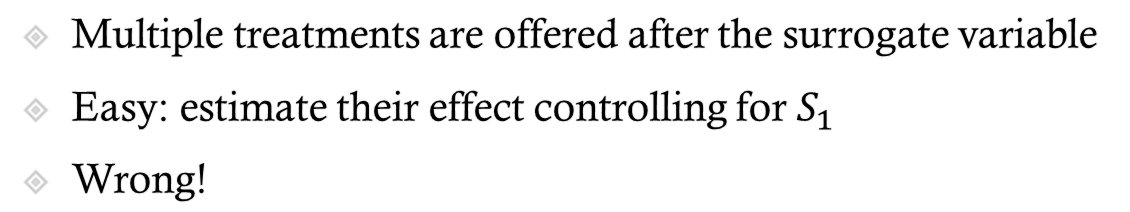 Multiple treatments are offered after the surrogate variable
Easy: estimate their effect controlling for S₁
Wrong!